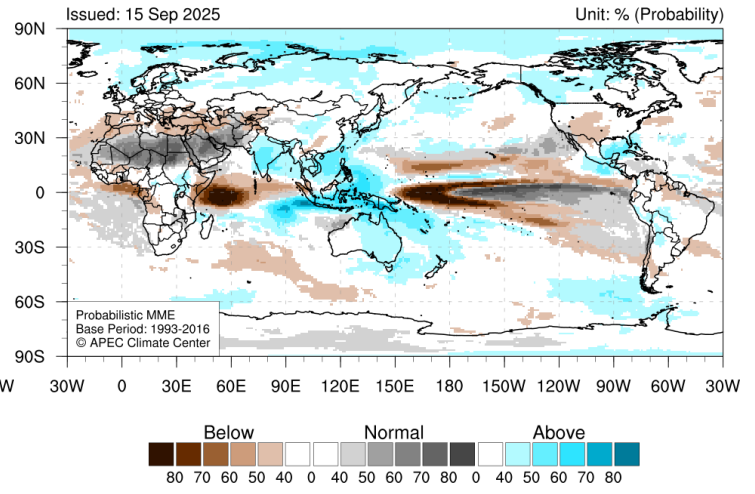 Issued: 15 Sep 2025
Unit: % (Probability)
90N
60N
30N
0
30S
60S
90S
Probabilistic MME
Base Period: 1993-2016
© APEC Climate Center
W 30W 0 30E 60E 90E 120E 150E 180 150W 120W 90W 60W 30W
Below Normal Above
80 70 60 50 40 0 40 50 60 70 80 0 40 50 60 70 80